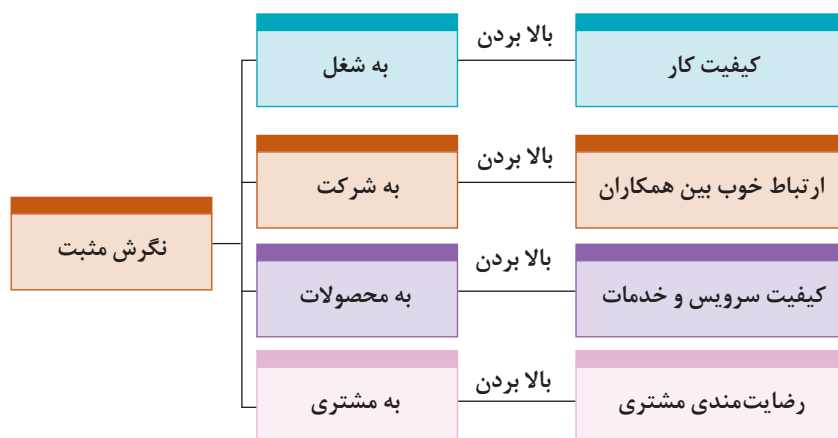 نگرش مثبت
به شغل
بالا بردن
کیفیت کار
به شرکت
بالا بردن
ارتباط خوب بین همکاران
به محصولات
بالا بردن
کیفیت سرویس و خدمات
به مشتری
بالا بردن
رضایت‌مندی مشتری